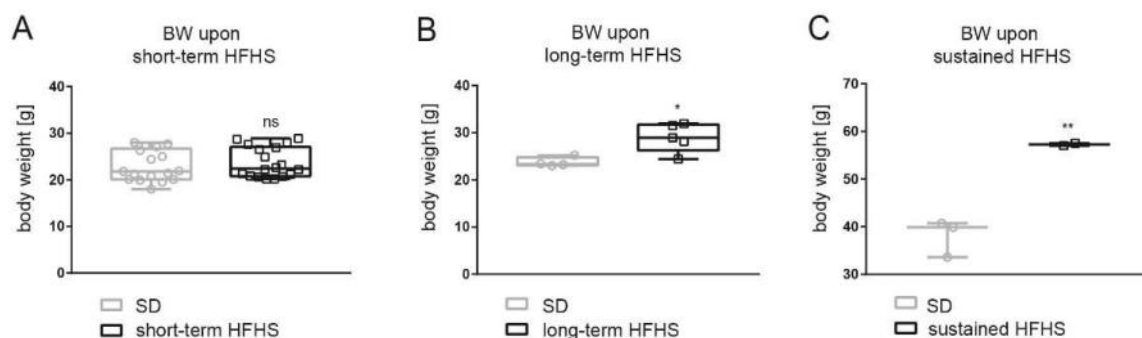 A
BW upon
short-term HFHS
body weight [g]
40
30
20
10
0
ns
SD
short-term HFHS
B
BW upon
long-term HFHS
body weight [g]
40
30
20
10
0
*
SD
long-term HFHS
C
BW upon
sustained HFHS
body weight [g]
70
60
50
40
30
**
SD
sustained HFHS